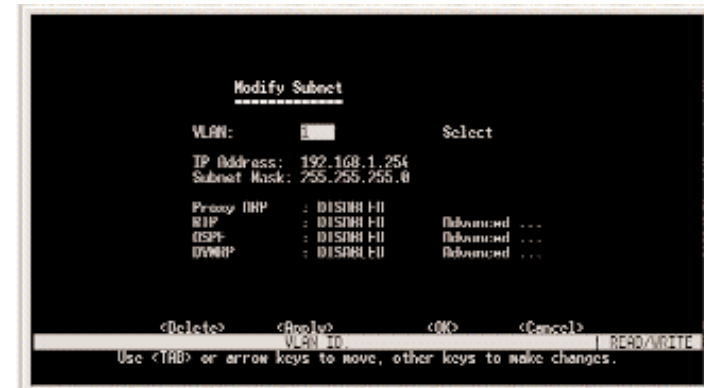 Modify Subnet
VLAN: 1 Select
IP Address: 192.168.1.254
Subnet Mask: 255.255.255.0
Proxy ARP : DISABLED
RIP : DISABLED Advanced ...
OSPF : DISABLED Advanced ...
DVMRP : DISABLED Advanced ...
<Delete> <Apply> <OK> <Cancel>
VLAN ID. READ/WRITE
Use <TAB> or arrow keys to move, other keys to make changes.